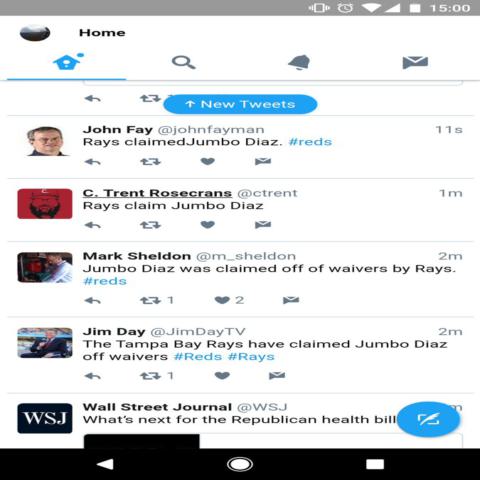 15:00
Home
↑ New Tweets
John Fay @johnfayman 11s
Rays claimedJumbo Diaz. #reds
C. Trent Rosecrans @ctrent 1m
Rays claim Jumbo Diaz
Mark Sheldon @m_sheldon 2m
Jumbo Diaz was claimed off of waivers by Rays.
#reds
1 2
Jim Day @JimDayTV 2m
The Tampa Bay Rays have claimed Jumbo Diaz
off waivers #Reds #Rays
1
WSJ
Wall Street Journal @WSJ
What's next for the Republican health bill